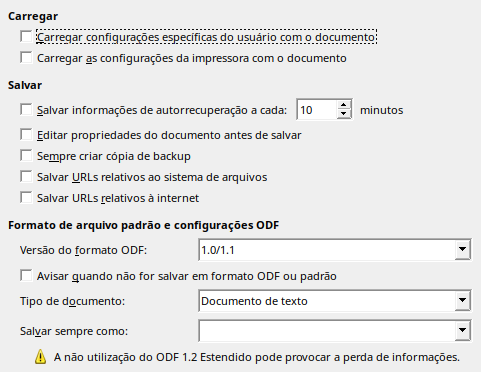 Carregar
Carregar configurações específicas do usuário com o documento
Carregar as configurações da impressora com o documento
Salvar
Salvar informações de autorrecuperação a cada: 10 minutos
Editar propriedades do documento antes de salvar
Sempre criar cópia de backup
Salvar URLs relativos ao sistema de arquivos
Salvar URLs relativos à internet
Formato de arquivo padrão e configurações ODF
Versão do formato ODF: 1.0/1.1
Avisar quando não for salvar em formato ODF ou padrão
Tipo de documento: Documento de texto
Salvar sempre como:
A não utilização do ODF 1.2 Estendido pode provocar a perda de informações.